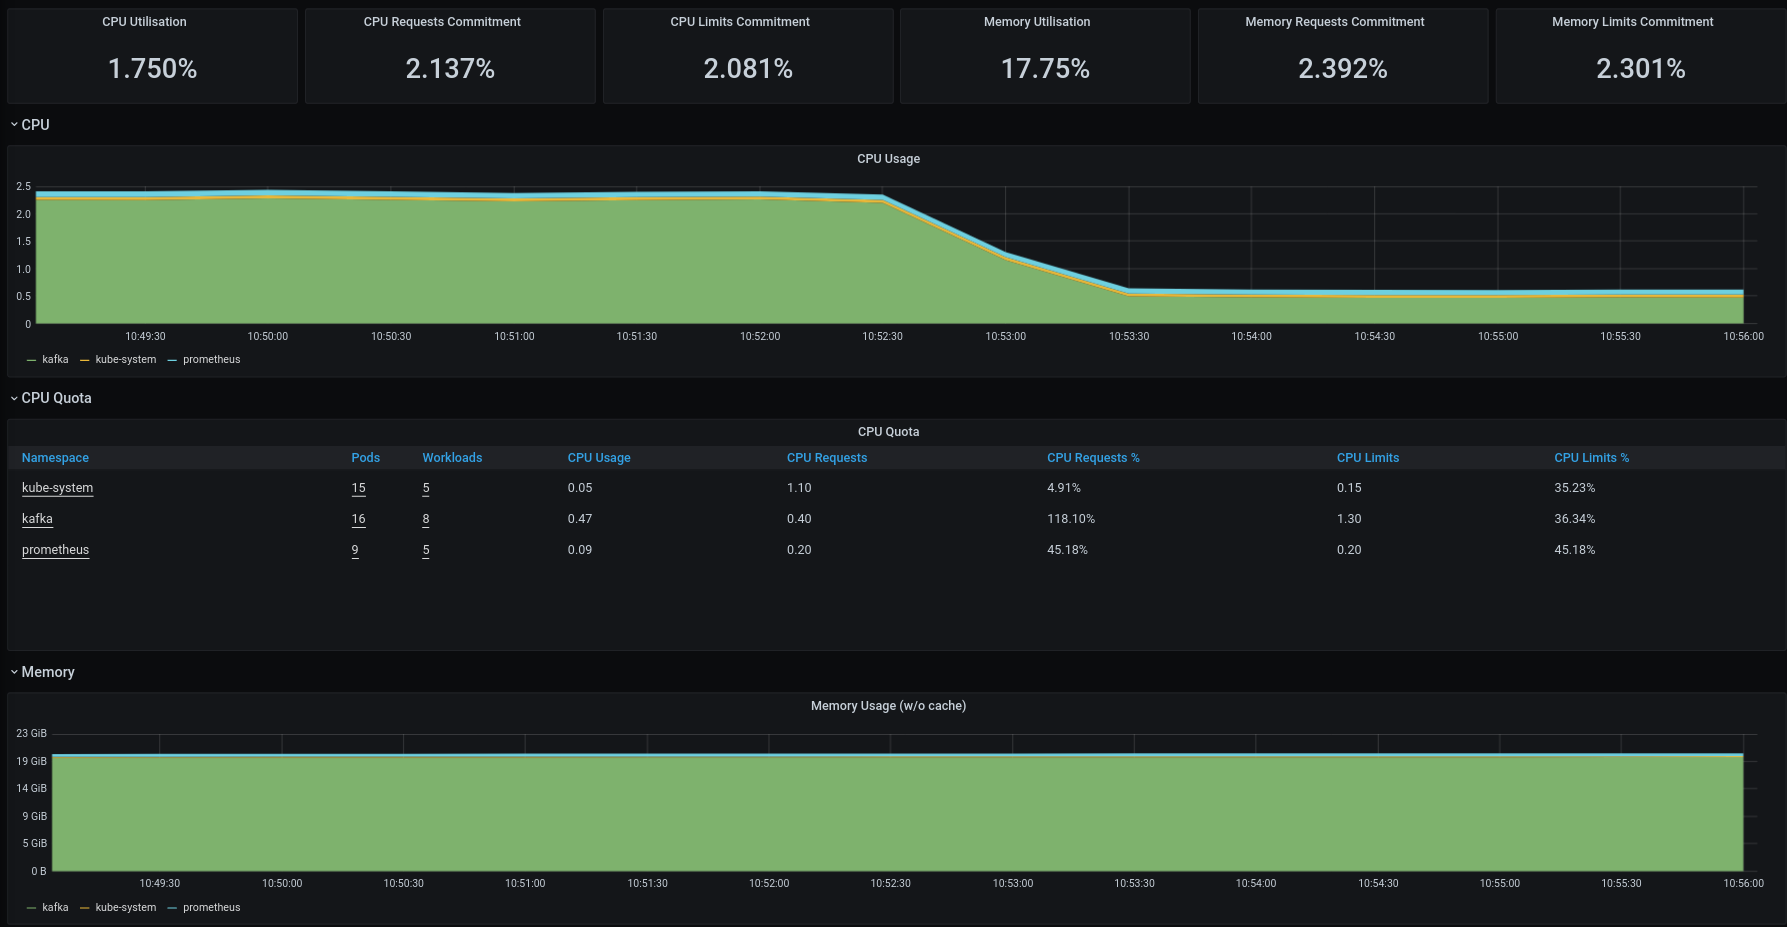 CPU Utilisation CPU Requests Commitment CPU Limits Commitment Memory Utilisation Memory Requests Commitment Memory Limits Commitment
1.750% 2.137% 2.081% 17.75% 2.392% 2.301%
CPU
CPU Usage
2.5
2.0
1.5
1.0
0.5
0
10:49:30 10:50:00 10:50:30 10:51:00 10:51:30 10:52:00 10:52:30 10:53:00 10:53:30 10:54:00 10:54:30 10:55:00 10:55:30 10:56:00
kafka kube-system prometheus
CPU Quota
CPU Quota
Namespace Pods Workloads CPU Usage CPU Requests CPU Requests % CPU Limits CPU Limits %
kube-system 15 5 0.05 1.10 4.91% 0.15 35.23%
kafka 16 8 0.47 0.40 118.10% 1.30 36.34%
prometheus 9 5 0.09 0.20 45.18% 0.20 45.18%
Memory
Memory Usage (w/o cache)
23 GiB
19 GiB
14 GiB
9 GiB
5 GiB
0 B
10:49:30 10:50:00 10:50:30 10:51:00 10:51:30 10:52:00 10:52:30 10:53:00 10:53:30 10:54:00 10:54:30 10:55:00 10:55:30 10:56:00
kafka kube-system prometheus